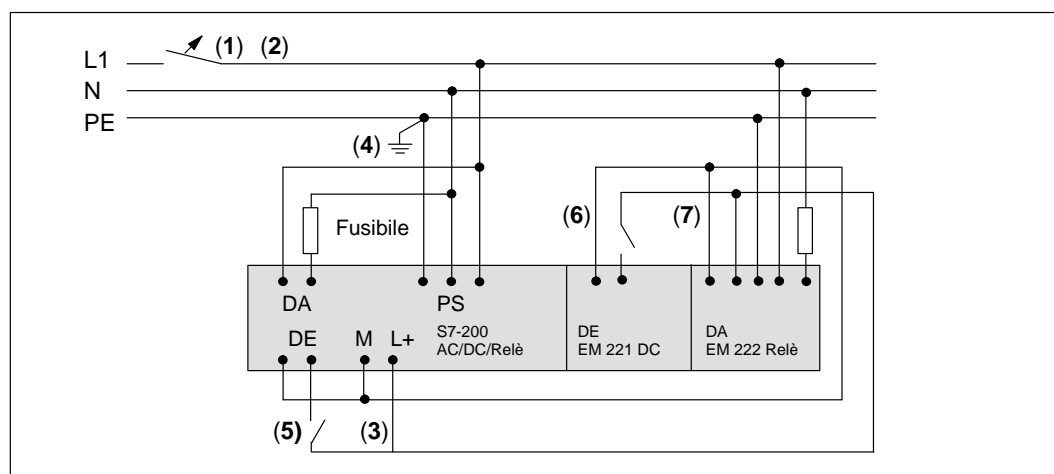 L1
(1) (2)
N
PE
(4)
(6)
(7)
Fusibile
DA
PS
DE
M
L+
S7-200
AC/DC/Relè
DE
EM 221 DC
DA
EM 222 Relè
(5)
(3)